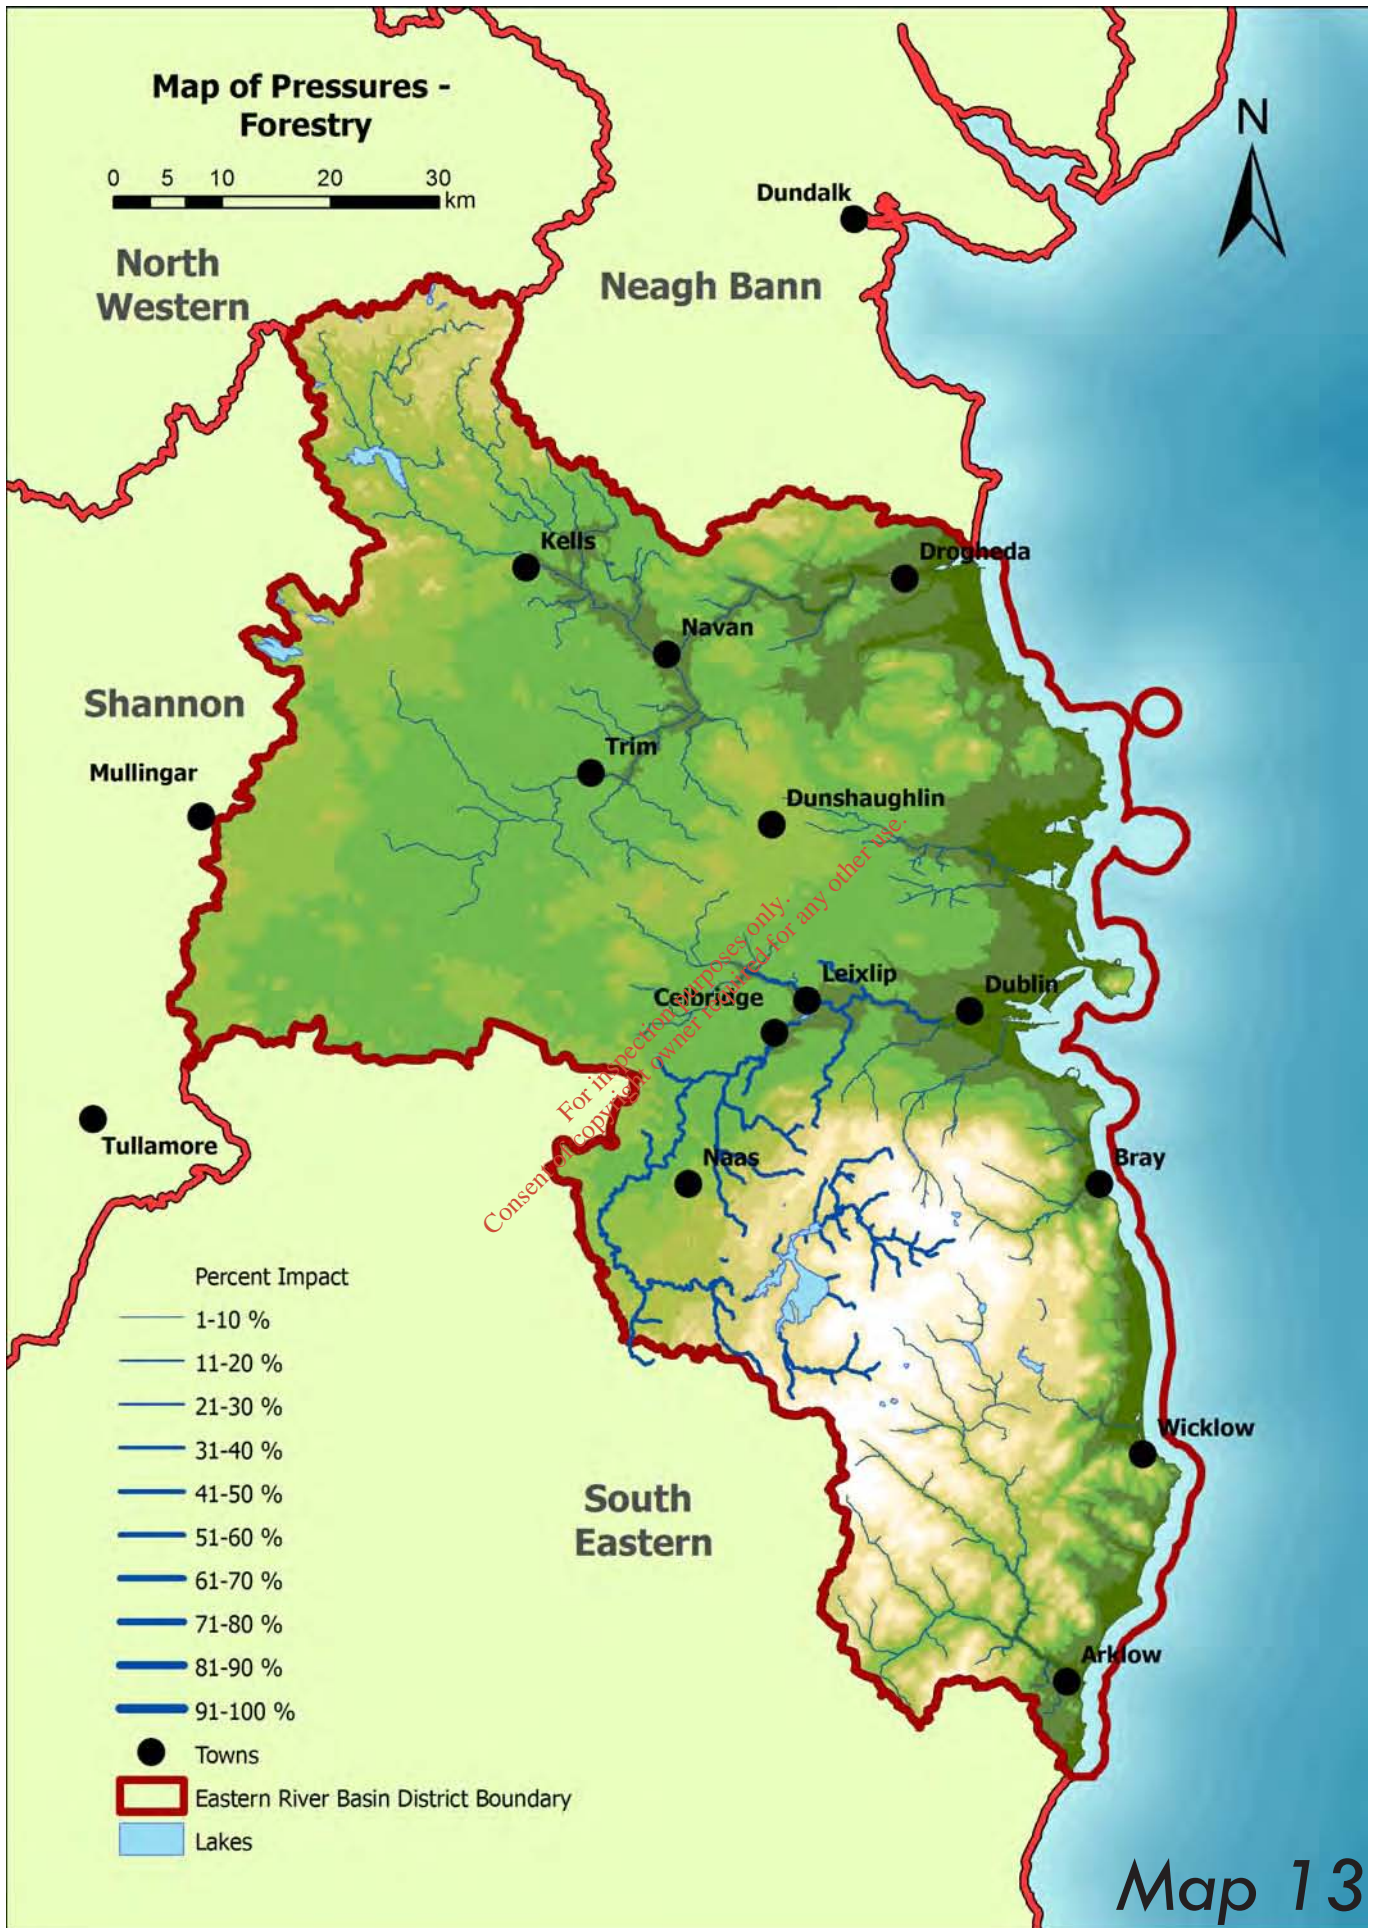 Map of Pressures -
Forestry
0 5 10 20 30
km
N
Dundalk
North
Western
Neagh Bann
Kells
Drogheda
Navan
Shannon
Trim
Mullingar
Dunshaughlin
For inspection purposes only.
Consent of copyright owner required for any other use.
Leixlip
Celbridge
Dublin
Tullamore
Naas
Bray
Wicklow
South
Eastern
Arklow
Percent Impact
1-10 %
11-20 %
21-30 %
31-40 %
41-50 %
51-60 %
61-70 %
71-80 %
81-90 %
91-100 %
Towns
Eastern River Basin District Boundary
Lakes
Map 13